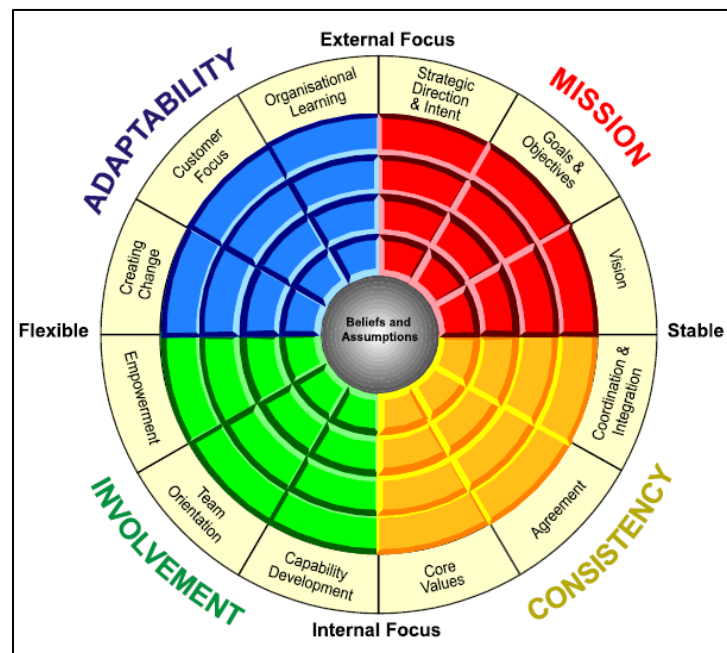 External Focus
ADAPTABILITY
MISSION
Organisational
Learning
Strategic
Direction
& Intent
Customer
Focus
Goals &
Objectives
Creating
Change
Vision
Flexible
Beliefs and
Assumptions
Stable
Empowerment
Coordination &
Integration
Team
Orientation
Agreement
Capability
Development
Core
Values
INVOLVEMENT
CONSISTENCY
Internal Focus